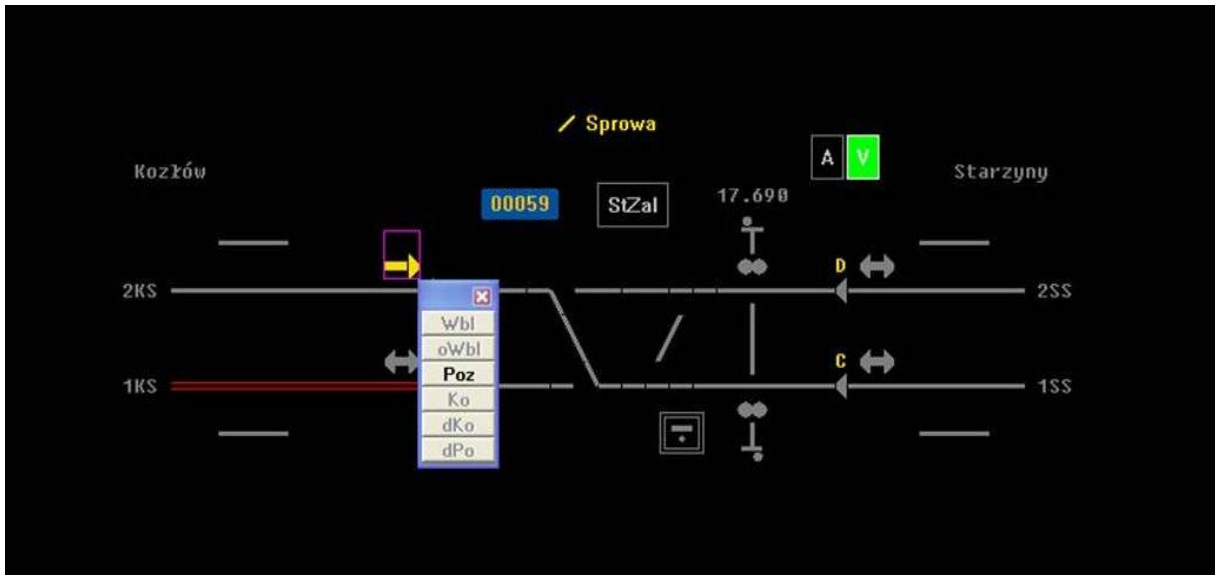 Sprowa
A V
Kozłów
Starzyny
00059
StZal
17.690
D
2KS
2SS
Wbl
oWbl
Poz
Ko
dKo
dPo
C
1KS
1SS